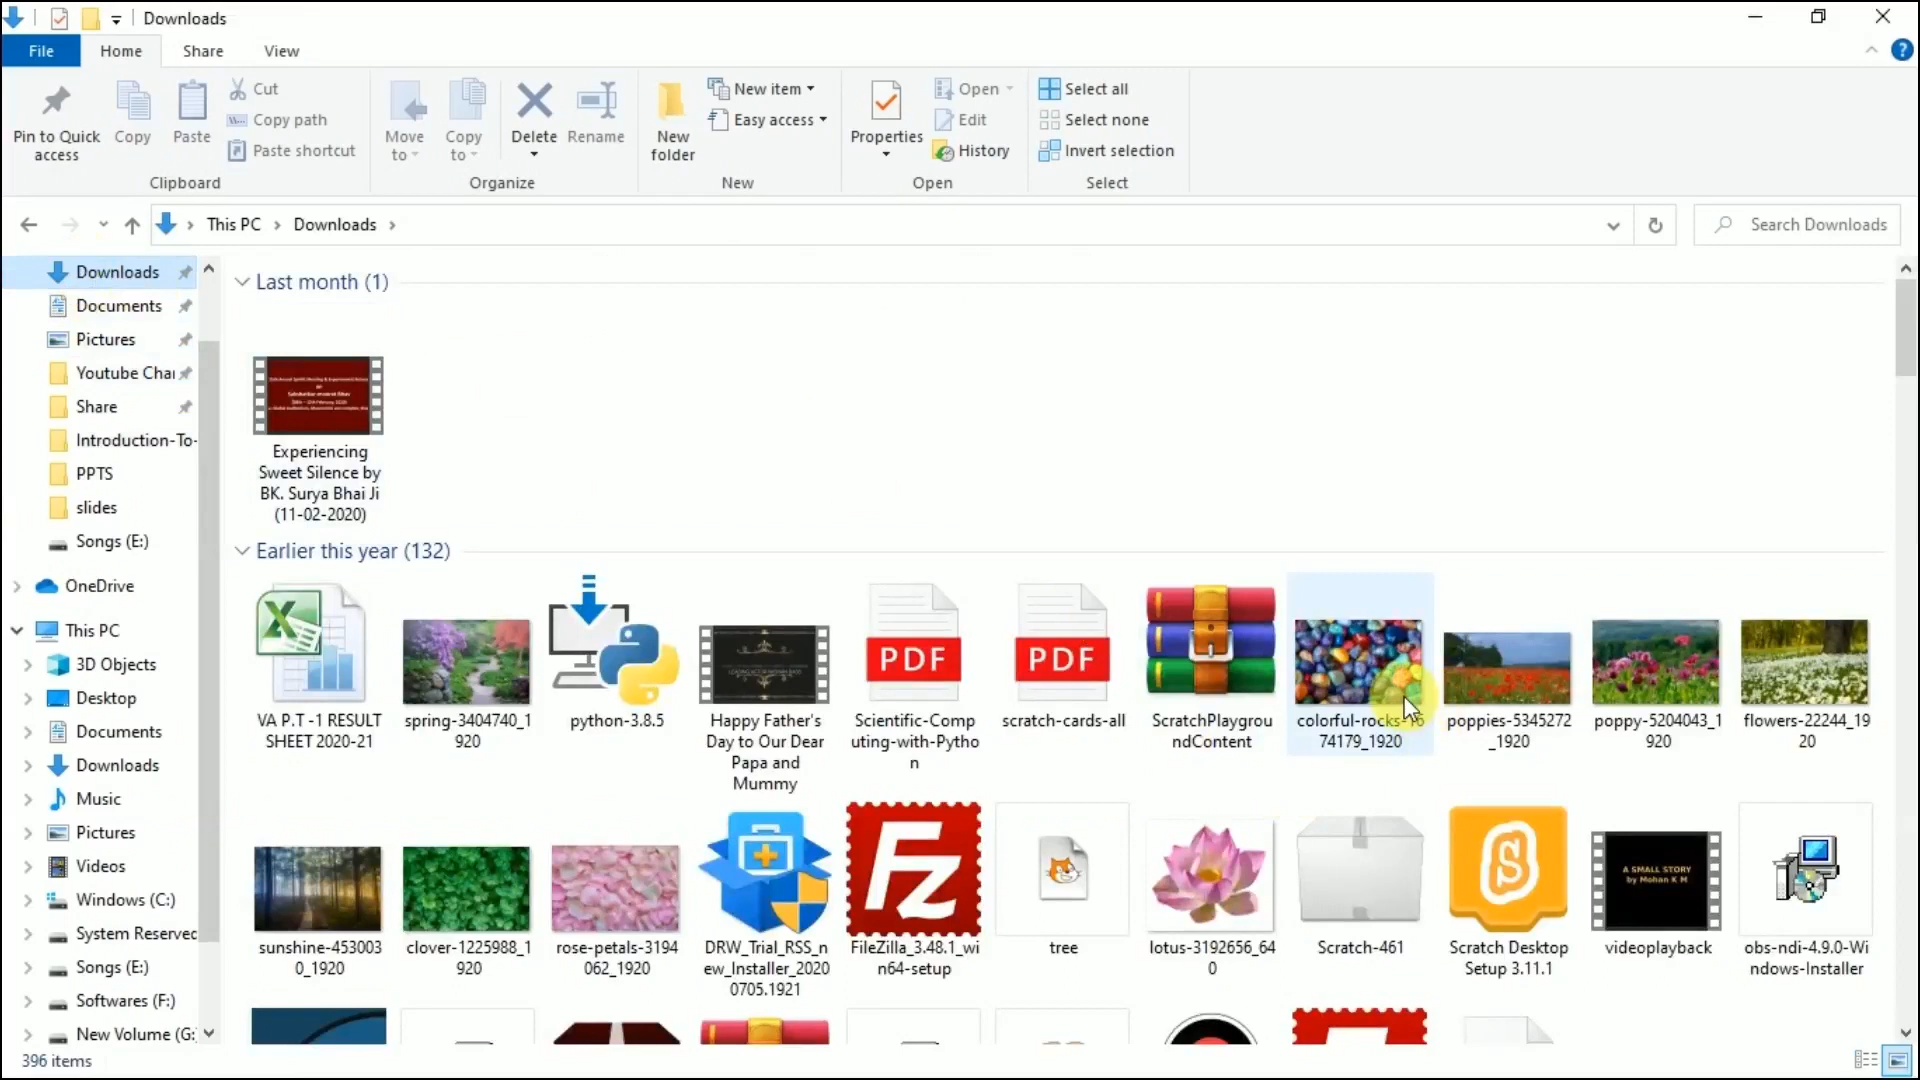 Downloads
File
Home
Share
View
Pin to Quick
access
Copy
Paste
Cut
Copy path
Paste shortcut
Clipboard
Move
to
Copy
to
Delete
Rename
Organize
New
folder
New item
Easy access
New
Properties
Open
Edit
History
Open
Select all
Select none
Invert selection
Select
This PC
Downloads
Search Downloads
Downloads
Documents
Pictures
Youtube Cha
Share
Introduction-To-
PPTS
slides
Songs (E:)
OneDrive
This PC
3D Objects
Desktop
Documents
Downloads
Music
Pictures
Videos
Windows (C:)
System Reserved
Songs (E:)
Softwares (F:)
New Volume (G:
Last month (1)
Experiencing
Sweet Silence by
BK. Surya Bhai Ji
(11-02-2020)
Earlier this year (132)
PDF
PDF
VA P.T -1 RESULT
SHEET 2020-21
spring-3404740_1
920
python-3.8.5
Happy Father's
Day to Our Dear
Papa and
Mummy
Scientific-Comp
uting-with-Pytho
n
scratch-cards-all
ScratchPlaygrou
ndContent
colorful-rocks-16
74179_1920
poppies-5345272
_1920
poppy-5204043_1
920
flowers-22244_19
20
A SMALL STORY
by Mohan K M
sunshine-453003
0_1920
clover-1225988_1
920
rose-petals-3194
062_1920
DRW_Trial_RSS_n
ew_Installer_2020
0705.1921
FileZilla_3.48.1_wi
n64-setup
tree
lotus-3192656_64
0
Scratch-461
Scratch Desktop
Setup 3.11.1
videoplayback
obs-ndi-4.9.0-Wi
ndows-Installer
396 items